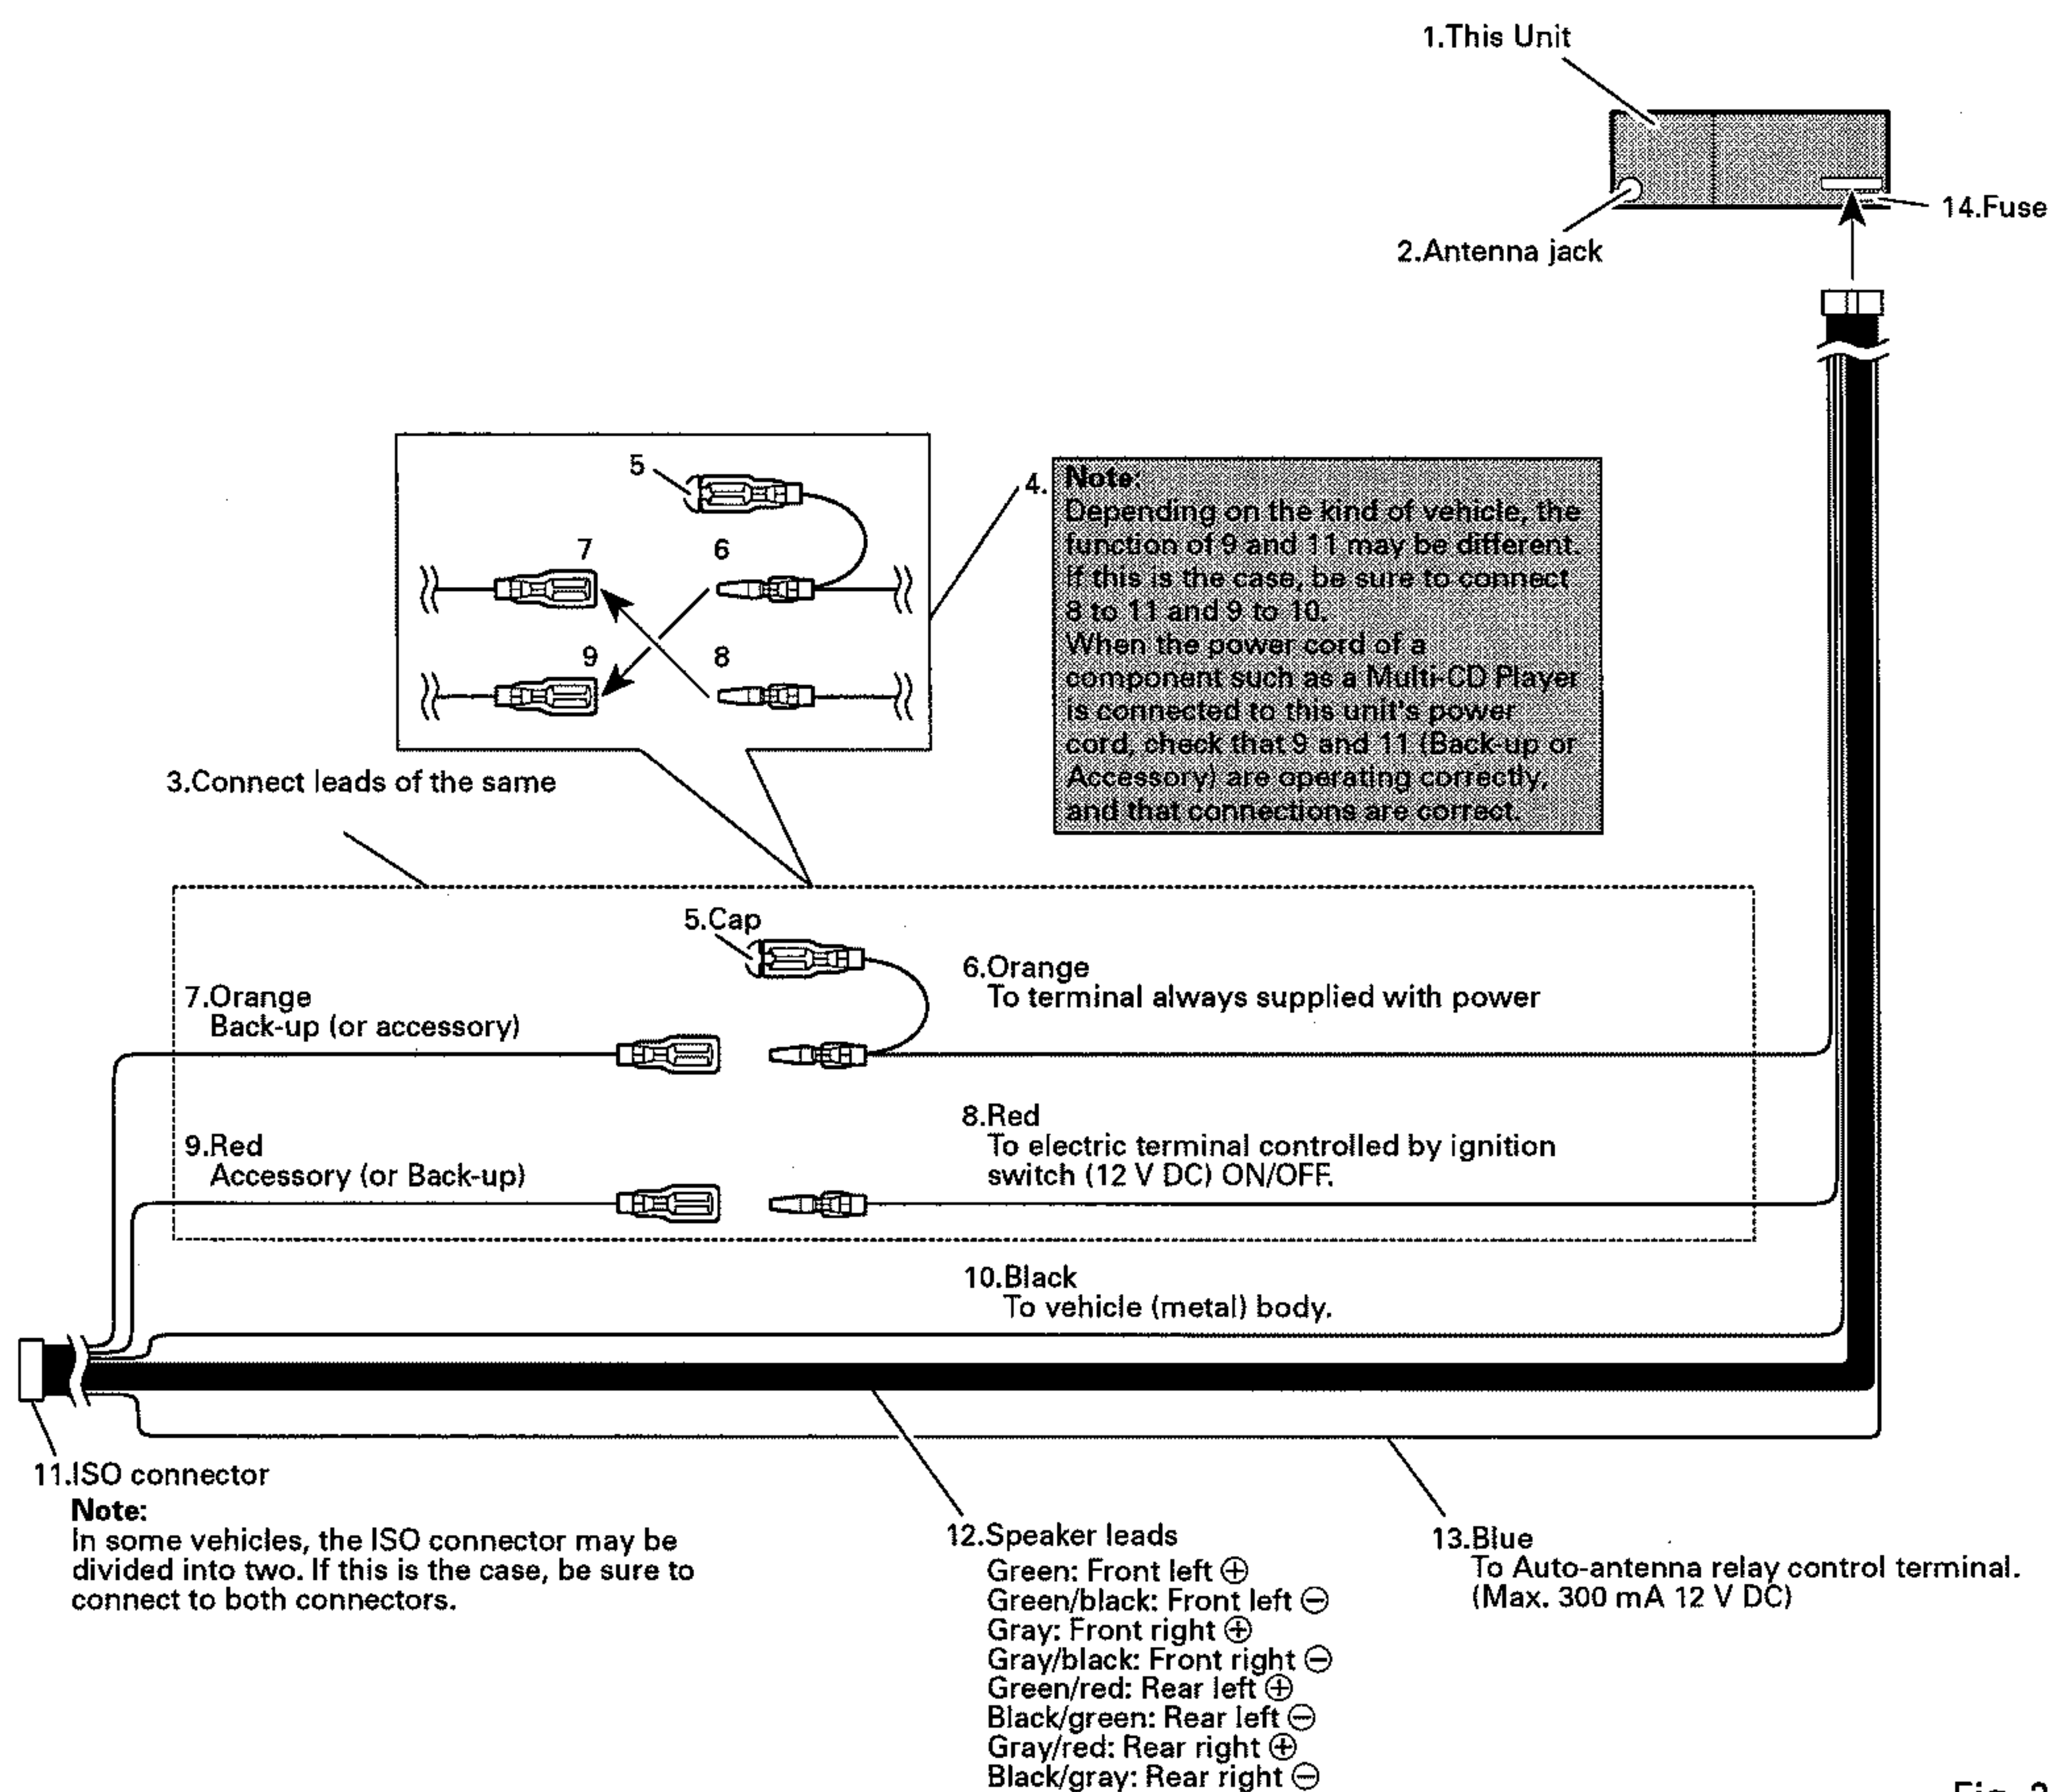 1.This Unit
14.Fuse
2.Antenna jack
5
7
6
9
8
4.
Note:
Depending on the kind of vehicle, the
function of 9 and 11 may be different.
If this is the case, be sure to connect
8 to 11 and 9 to 10.
When the power cord of a
component such as a Multi-CD Player
is connected to this unit's power
cord, check that 9 and 11 (Back-up or
Accessory) are operating correctly,
and that connections are correct.
3.Connect leads of the same
5.Cap
7.Orange
Back-up (or accessory)
6.Orange
To terminal always supplied with power
9.Red
Accessory (or Back-up)
8.Red
To electric terminal controlled by ignition
switch (12 V DC) ON/OFF.
10.Black
To vehicle (metal) body.
11.ISO connector
Note:
In some vehicles, the ISO connector may be
divided into two. If this is the case, be sure to
connect to both connectors.
12.Speaker leads
Green: Front left ⊕
Green/black: Front left ⊖
Gray: Front right ⊕
Gray/black: Front right ⊖
Green/red: Rear left ⊕
Black/green: Rear left ⊖
Gray/red: Rear right ⊕
Black/gray: Rear right ⊖
13.Blue
To Auto-antenna relay control terminal.
(Max. 300 mA 12 V DC)